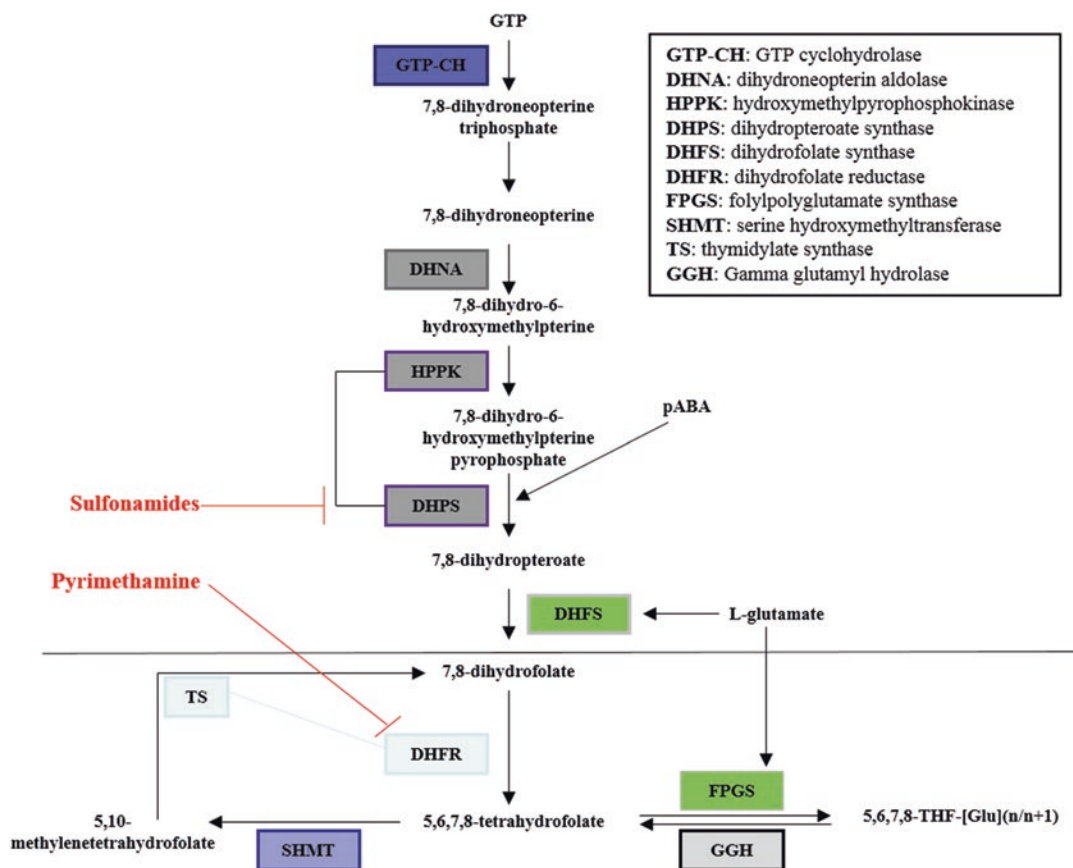 GTP
GTP-CH
GTP-CH: GTP cyclohydrolase
DHNA: dihydroneopterin aldolase
HPPK: hydroxymethylpyrophosphokinase
DHPS: dihydropteroate synthase
DHFS: dihydrofolate synthase
DHFR: dihydrofolate reductase
FPGS: folylpolyglutamate synthase
SHMT: serine hydroxymethyltransferase
TS: thymidylate synthase
GGH: Gamma glutamyl hydrolase
7,8-dihydroneopterine
triphosphate
7,8-dihydroneopterine
DHNA
7,8-dihydro-6-
hydroxymethylpterine
HPPK
7,8-dihydro-6-
hydroxymethylpterine
pyrophosphate
pABA
Sulfonamides
DHPS
7,8-dihydropteroate
Pyrimethamine
DHFS
L-glutamate
7,8-dihydrofolate
TS
DHFR
FPGS
5,10-
methylenetetrahydrofolate
5,6,7,8-tetrahydrofolate
5,6,7,8-THF-[Glu](n/n+1)
SHMT
GGH